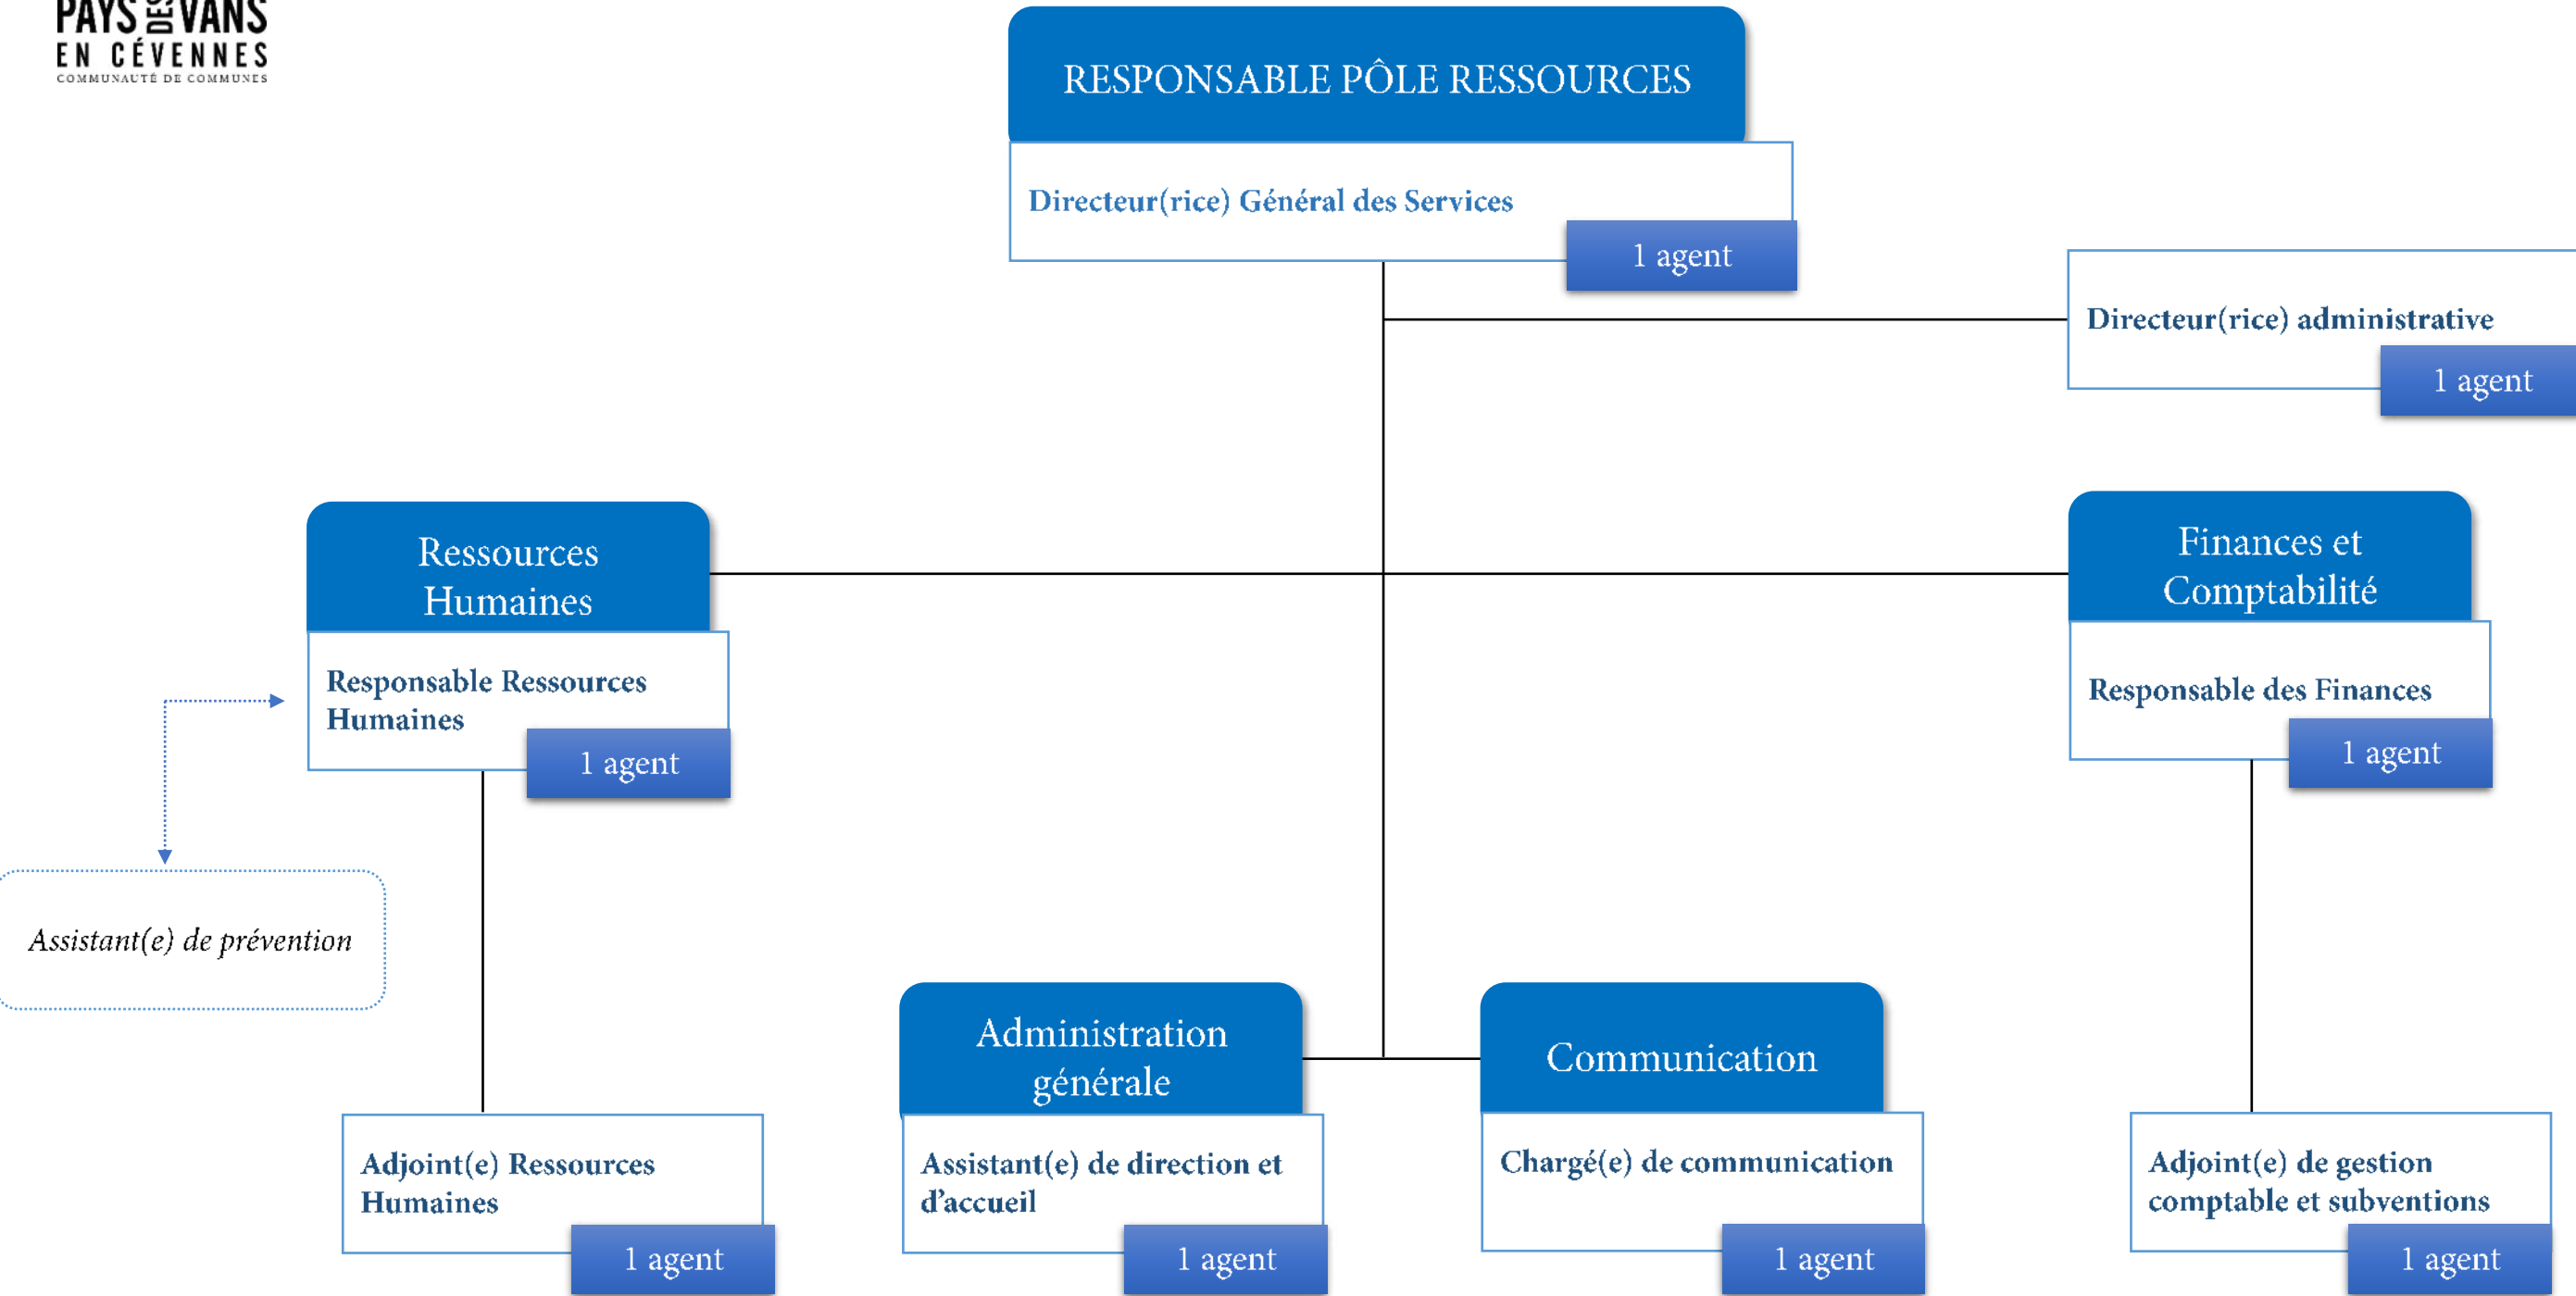 PAYS DES VANS
EN CÉVENNES
COMMUNAUTÉ DE COMMUNES
RESPONSABLE PÔLE RESSOURCES
Directeur(rice) Général des Services
1 agent
Directeur(rice) administrative
1 agent
Ressources
Humaines
Responsable Ressources
Humaines
1 agent
Finances et
Comptabilité
Responsable des Finances
1 agent
Assistant(e) de prévention
Adjoint(e) Ressources
Humaines
1 agent
Administration
générale
Assistant(e) de direction et
d’accueil
1 agent
Communication
Chargé(e) de communication
1 agent
Adjoint(e) de gestion
comptable et subventions
1 agent